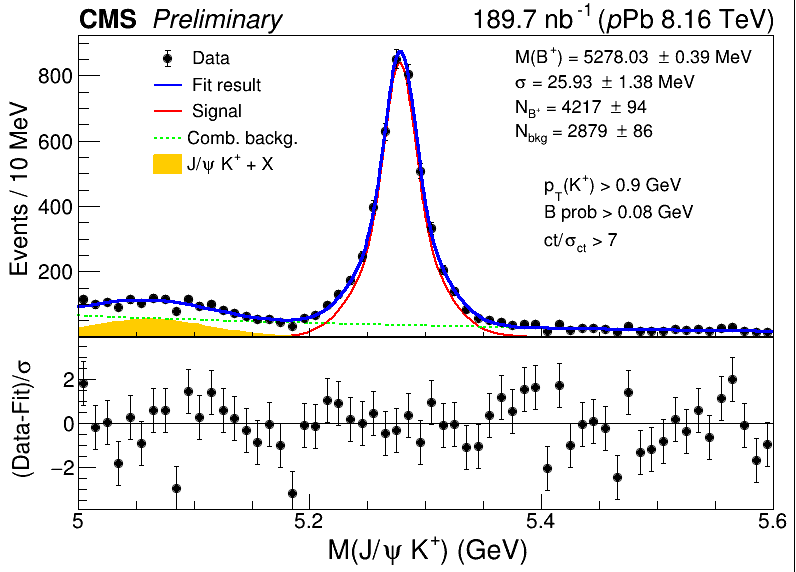 CMS Preliminary 189.7 nb⁻¹ (pPb 8.16 TeV)
Data
Fit result
Signal
Comb. backg.
J/ψ K⁺ + X
M(B⁺) = 5278.03 ± 0.39 MeV
σ = 25.93 ± 1.38 MeV
N_B⁺ = 4217 ± 94
N_bkg = 2879 ± 86
p_T(K⁺) > 0.9 GeV
B prob > 0.08 GeV
ct/σ_ct > 7
Events / 10 MeV
800
600
400
200
(Data-Fit)/σ
2
0
−2
5 5.2 5.4 5.6
M(J/ψ K⁺) (GeV)